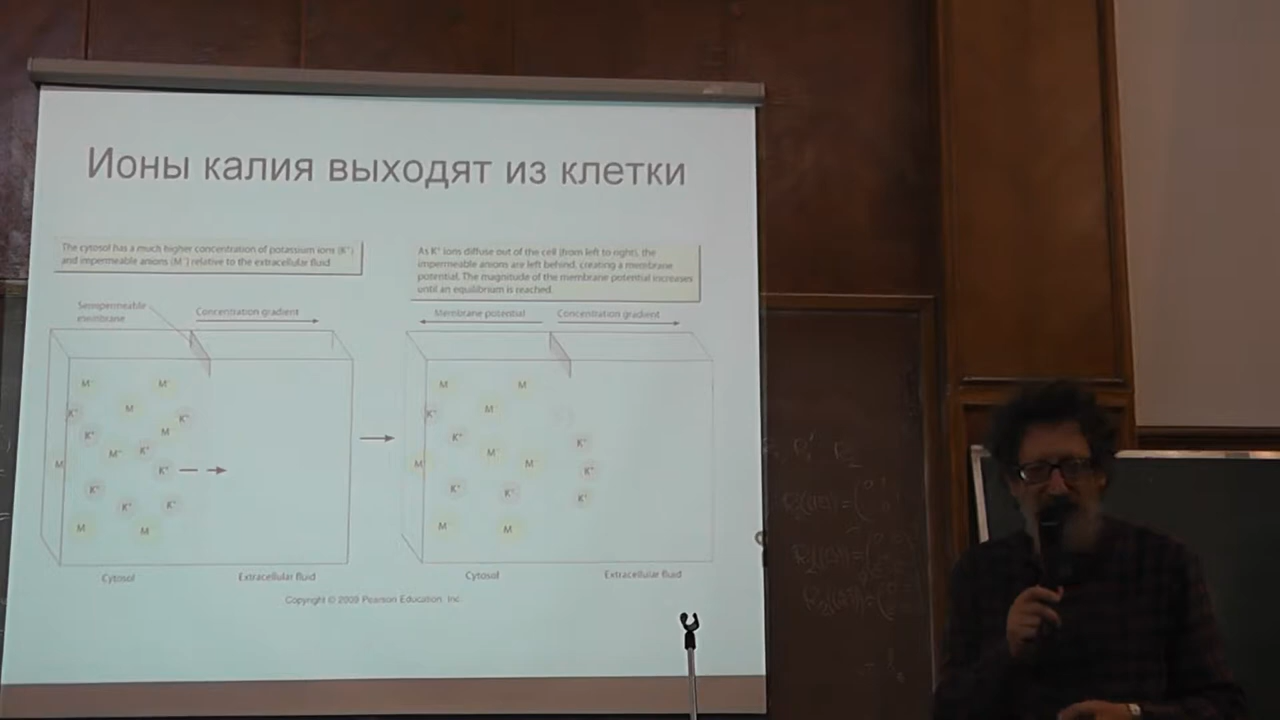 Ионы калия выходят из клетки
The cytosol has a much higher concentration of potassium ions (K⁺)
and impermeable anions (M⁻) relative to the extracellular fluid.
As K⁺ ions diffuse out of the cell (from left to right), the
impermeable anions are left behind, creating a membrane
potential. The magnitude of the membrane potential increases
until an equilibrium is reached.
Semipermeable
membrane
Concentration gradient
Membrane potential
Concentration gradient
M⁻ M⁻
K⁺ M K⁺
K⁺ M
M⁻ K⁺
M K⁺
K⁺
K⁺ K⁺
M M
M M
K⁺ M
K⁺ K⁺
M
M M K⁺
K⁺ K⁺ K⁺
M M
Cytosol
Extracellular fluid
Cytosol
Extracellular fluid
Copyright © 2009 Pearson Education, Inc.